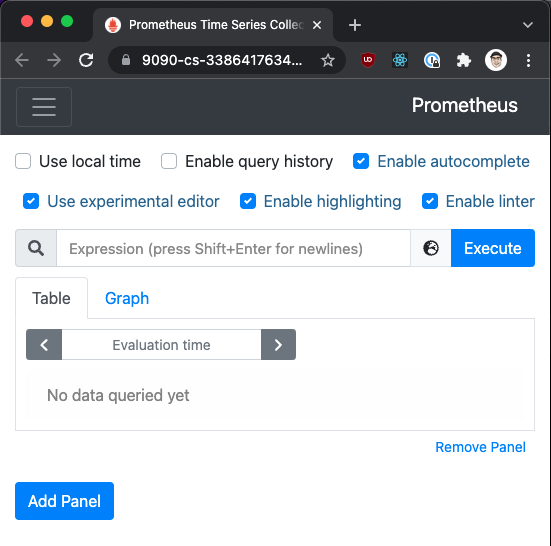 Prometheus Time Series Collec
9090-cs-3386417634...
Prometheus
Use local time Enable query history Enable autocomplete
Use experimental editor Enable highlighting Enable linter
Expression (press Shift+Enter for newlines) Execute
Table Graph
Evaluation time
No data queried yet
Remove Panel
Add Panel